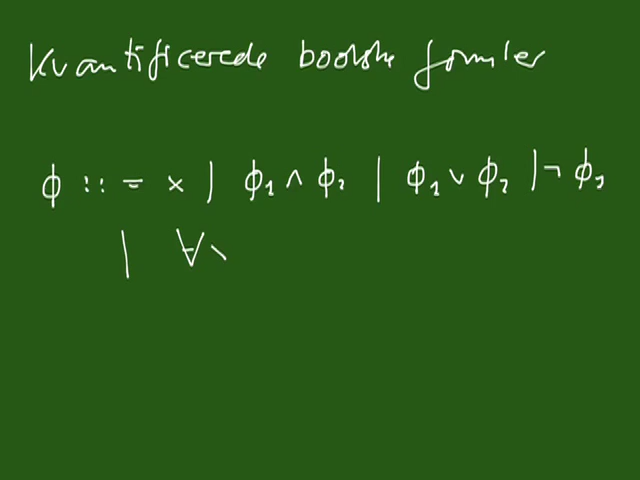 Kvantificerede boolske formler
ϕ ::= x | ϕ₁ ∧ ϕ₂ | ϕ₁ ∨ ϕ₂ | ¬ ϕ₁
| ∀